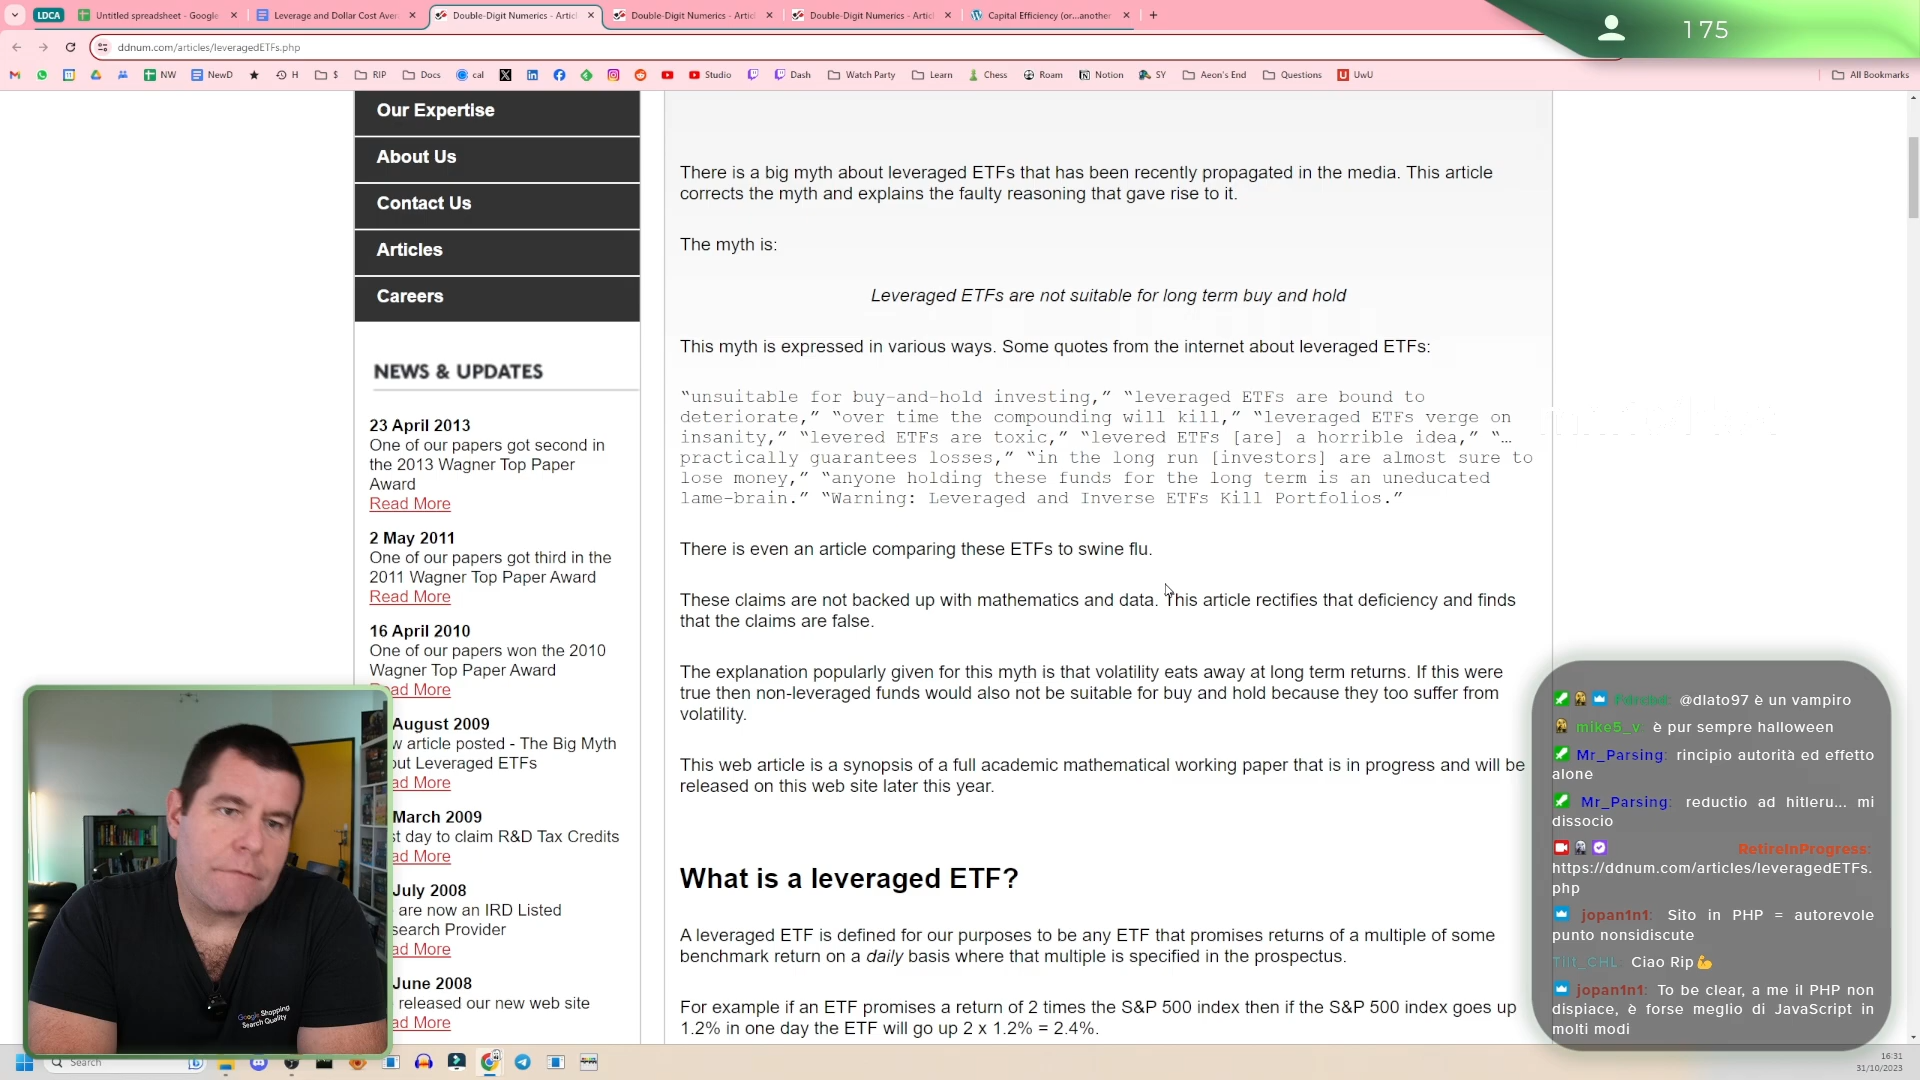 LDCA
Untitled spreadsheet - Google
Leverage and Dollar Cost Aver
Double-Digit Numerics - Articl
Double-Digit Numerics - Articl
Double-Digit Numerics - Articl
Capital Efficiency (or...another
175
ddnum.com/articles/leveragedETFs.php
NW
NewD
H
$
RIP
Docs
cal
Studio
Dash
Watch Party
Learn
Chess
Roam
Notion
SY
Aeon's End
Questions
UwU
All Bookmarks
Our Expertise
About Us
Contact Us
Articles
Careers
NEWS & UPDATES
23 April 2013
One of our papers got second in
the 2013 Wagner Top Paper
Award
Read More
2 May 2011
One of our papers got third in the
2011 Wagner Top Paper Award
Read More
16 April 2010
One of our papers won the 2010
Wagner Top Paper Award
ead More
August 2009
w article posted - The Big Myth
out Leveraged ETFs
ad More
March 2009
st day to claim R&D Tax Credits
ad More
July 2008
are now an IRD Listed
search Provider
ad More
June 2008
released our new web site
ad More
There is a big myth about leveraged ETFs that has been recently propagated in the media. This article
corrects the myth and explains the faulty reasoning that gave rise to it.
The myth is:
Leveraged ETFs are not suitable for long term buy and hold
This myth is expressed in various ways. Some quotes from the internet about leveraged ETFs:
“unsuitable for buy-and-hold investing,” “leveraged ETFs are bound to
deteriorate,” “over time the compounding will kill,” “leveraged ETFs verge on
insanity,” “levered ETFs are toxic,” “levered ETFs [are] a horrible idea,” “…
practically guarantees losses,” “in the long run [investors] are almost sure to
lose money,” “anyone holding these funds for the long term is an uneducated
lame-brain.” “Warning: Leveraged and Inverse ETFs Kill Portfolios.”
There is even an article comparing these ETFs to swine flu.
These claims are not backed up with mathematics and data. This article rectifies that deficiency and finds
that the claims are false.
The explanation popularly given for this myth is that volatility eats away at long term returns. If this were
true then non-leveraged funds would also not be suitable for buy and hold because they too suffer from
volatility.
This web article is a synopsis of a full academic mathematical working paper that is in progress and will be
released on this web site later this year.
What is a leveraged ETF?
A leveraged ETF is defined for our purposes to be any ETF that promises returns of a multiple of some
benchmark return on a daily basis where that multiple is specified in the prospectus.
For example if an ETF promises a return of 2 times the S&P 500 index then if the S&P 500 index goes up
1.2% in one day the ETF will go up 2 x 1.2% = 2.4%.
@dlato97 è un vampiro
mike5_v: è pur sempre halloween
Mr_Parsing: rincipio autorità ed effetto
alone
Mr_Parsing: reductio ad hitleru... mi
dissocio
RetireInProgress:
https://ddnum.com/articles/leveragedETFs.
php
jopan1n1: Sito in PHP = autorevole
punto nonsidiscute
Tilt_CHL: Ciao Rip💪
jopan1n1: To be clear, a me il PHP non
dispiace, è forse meglio di JavaScript in
molti modi
Google Shopping
Search Quality
Search
16:31
31/10/2023